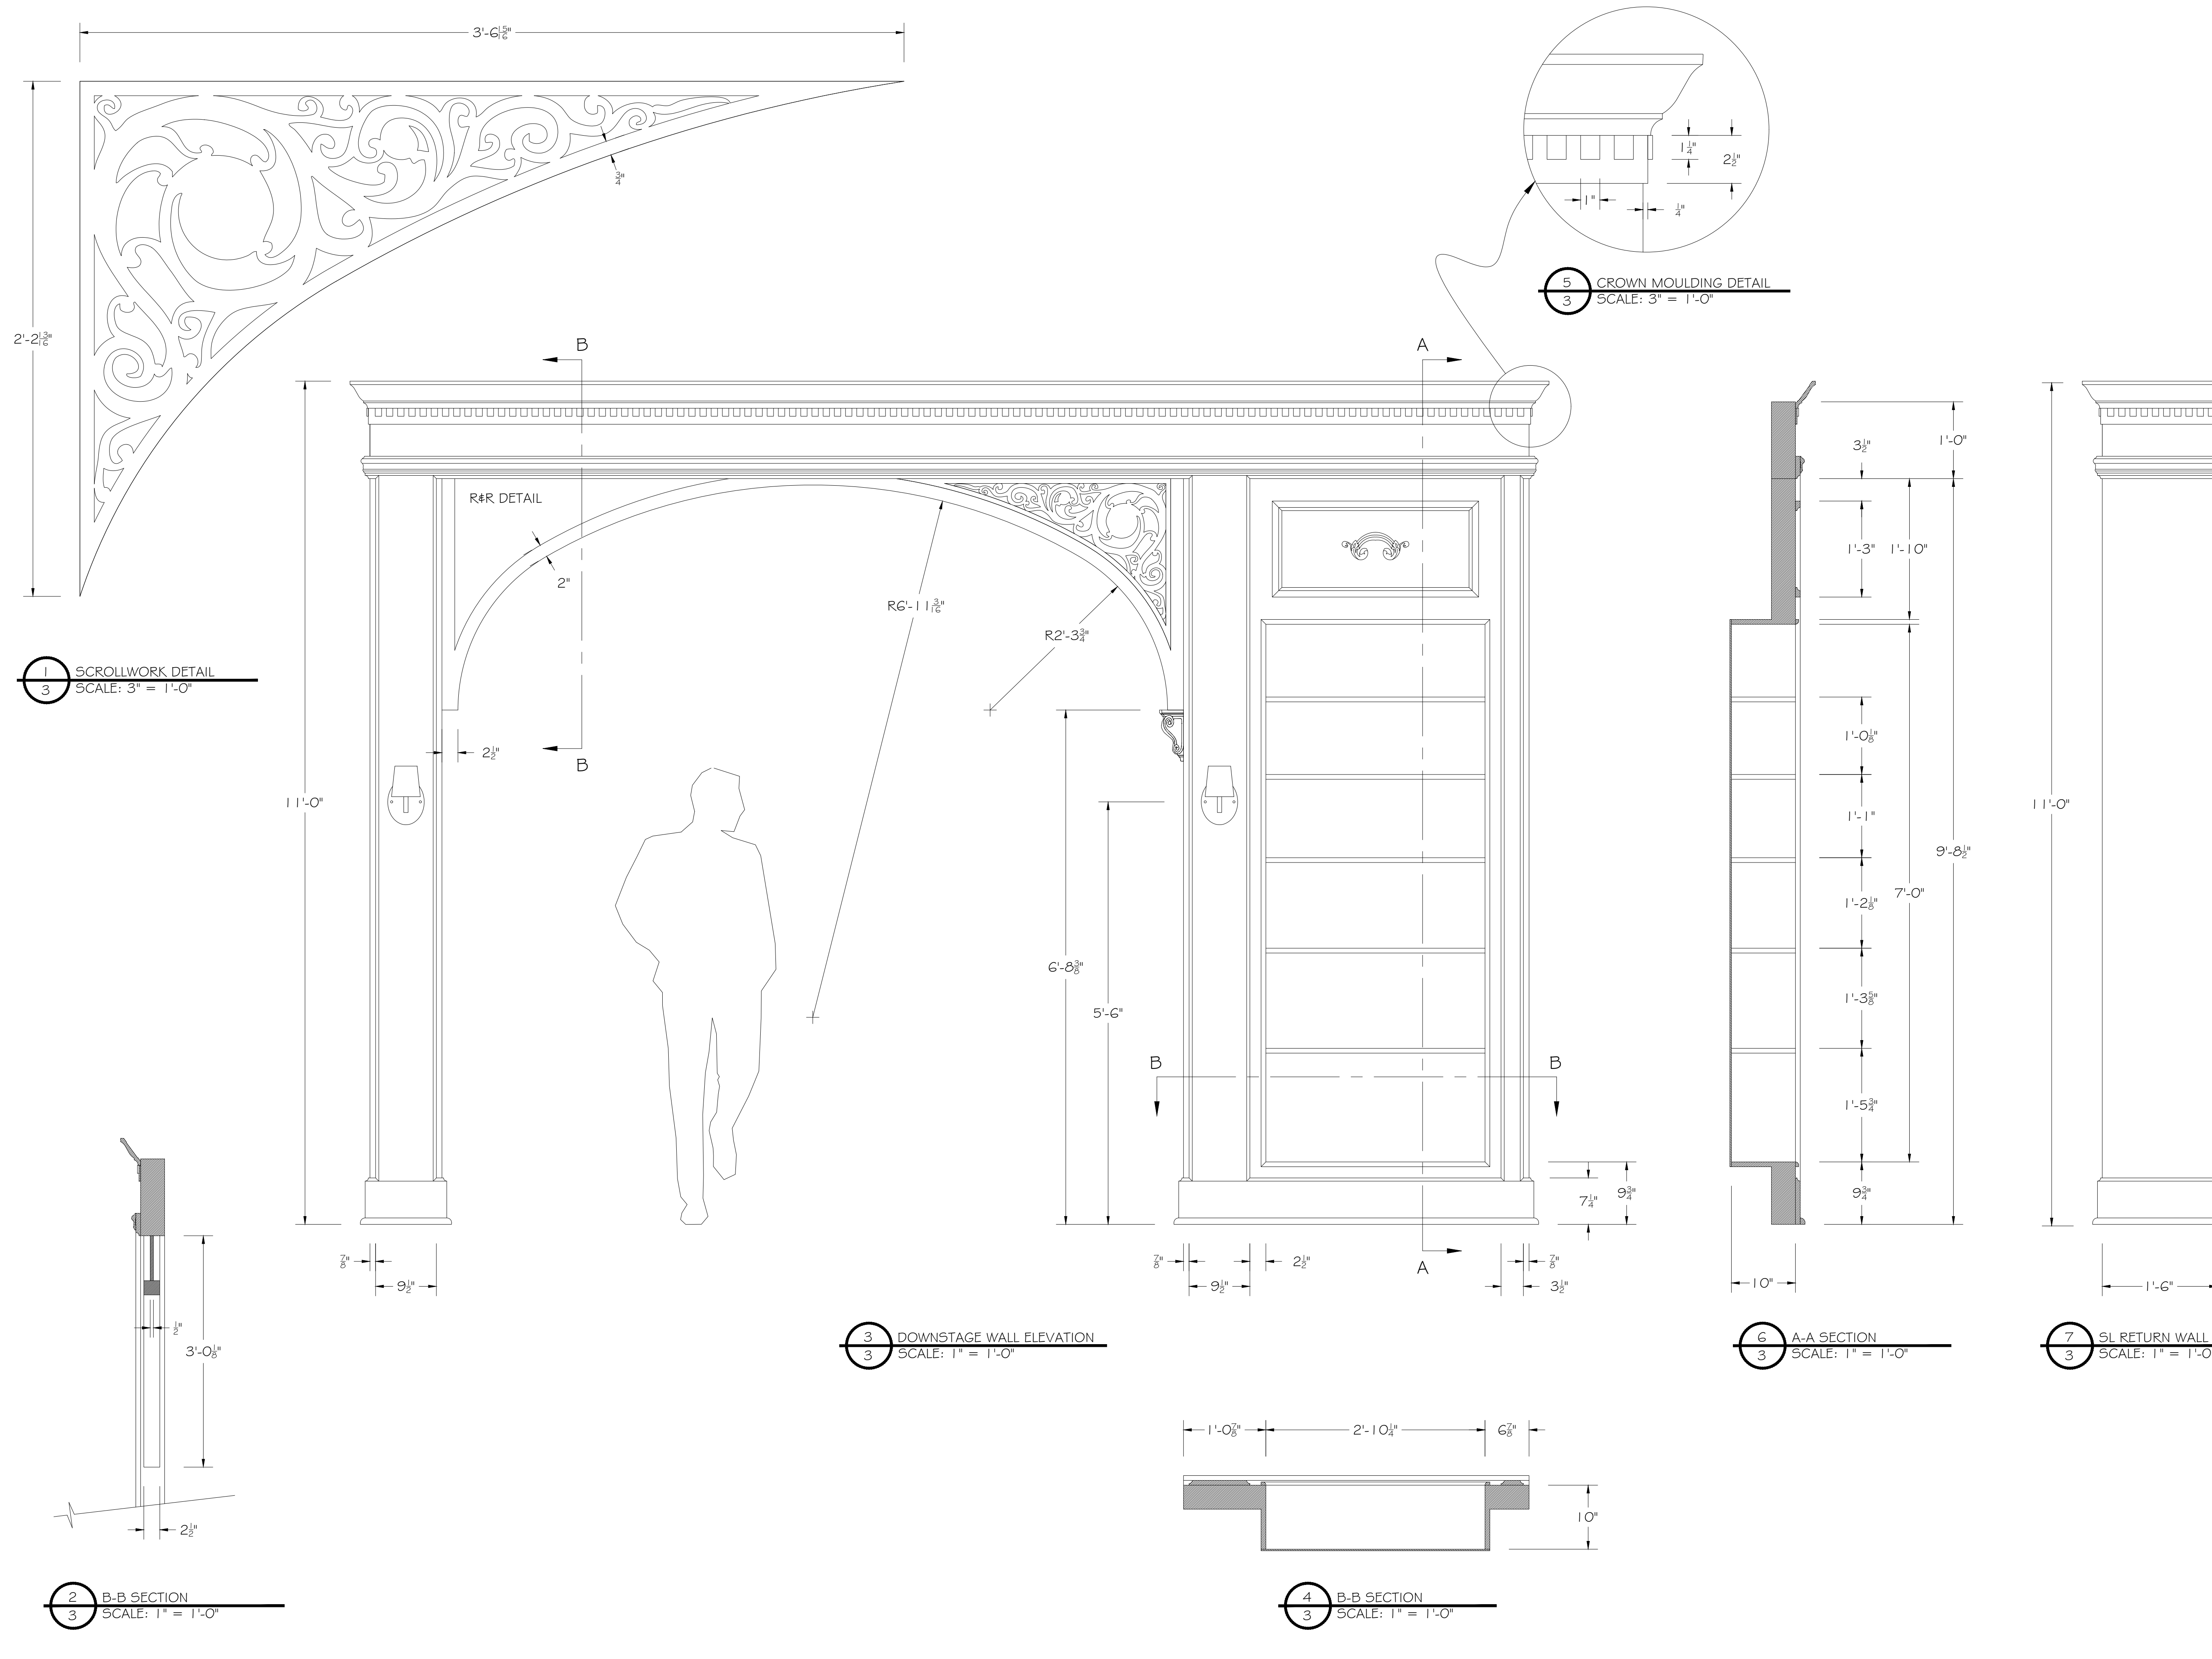 3'-6 15/16"
2'-2 3/16"
3/4"
1
3
SCROLLWORK DETAIL
SCALE: 3" = 1'-0"
1 1/4"
2 1/2"
1"
1/4"
5
3
CROWN MOULDING DETAIL
SCALE: 3" = 1'-0"
B
A
R&R DETAIL
2"
R6'-11 3/16"
R2'-3 3/4"
2 1/2"
B
11'-0"
6'-8 3/8"
5'-6"
B
B
7 1/4"
9 3/4"
7/8"
9 1/2"
7/8"
9 1/2"
2 1/2"
A
7/8"
3 1/2"
3
3
DOWNSTAGE WALL ELEVATION
SCALE: 1" = 1'-0"
3 1/2"
1'-0"
1'-3"
1'-10"
1'-0 1/8"
1'-1"
9'-8 1/2"
7'-0"
1'-2 1/8"
1'-3 5/8"
1'-5 3/4"
9 3/4"
10"
6
3
A-A SECTION
SCALE: 1" = 1'-0"
11'-0"
1'-6"
7
3
SL RETURN WALL
SCALE: 1" = 1'-0
1/2"
3'-0 1/8"
2 1/2"
2
3
B-B SECTION
SCALE: 1" = 1'-0"
1'-0 7/8"
2'-10 1/4"
6 7/8"
10"
4
3
B-B SECTION
SCALE: 1" = 1'-0"